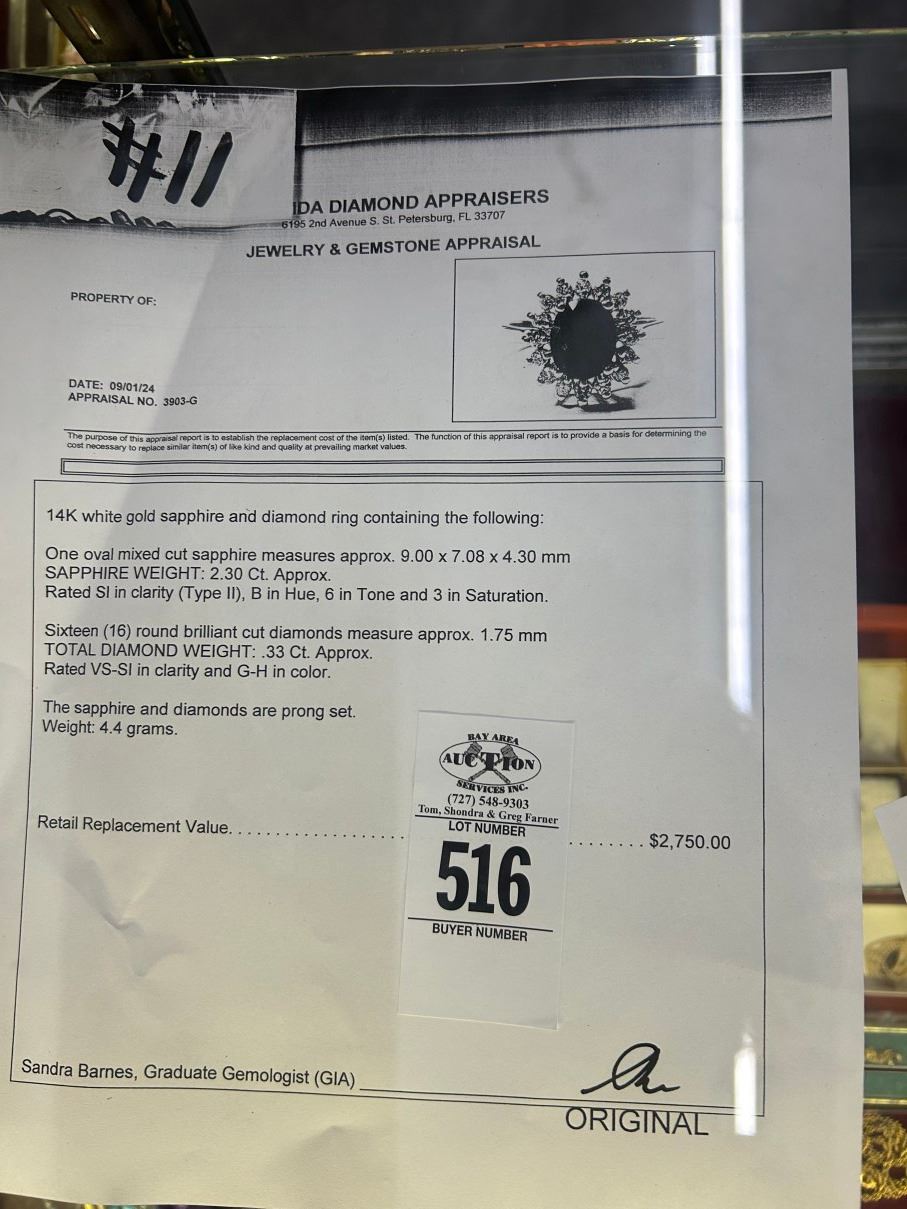 #11
IDA DIAMOND APPRAISERS
6195 2nd Avenue S. St. Petersburg, FL 33707
JEWELRY & GEMSTONE APPRAISAL
PROPERTY OF:
DATE: 09/01/24
APPRAISAL NO. 3903-G
The purpose of this appraisal report is to establish the replacement cost of the item(s) listed. The function of this appraisal report is to provide a basis for determining the
cost necessary to replace similar item(s) of like kind and quality at prevailing market values.
14K white gold sapphire and diamond ring containing the following:
One oval mixed cut sapphire measures approx. 9.00 x 7.08 x 4.30 mm
SAPPHIRE WEIGHT: 2.30 Ct. Approx.
Rated SI in clarity (Type II), B in Hue, 6 in Tone and 3 in Saturation.
Sixteen (16) round brilliant cut diamonds measure approx. 1.75 mm
TOTAL DIAMOND WEIGHT: .33 Ct. Approx.
Rated VS-SI in clarity and G-H in color.
The sapphire and diamonds are prong set.
Weight: 4.4 grams.
BAY AREA
AUCTION
SERVICES INC.
(727) 548-9303
Tom, Shondra & Greg Farner
LOT NUMBER
516
BUYER NUMBER
Retail Replacement Value. . . . . . . . . . . . . . . . . . . . . . . . . $2,750.00
Sandra Barnes, Graduate Gemologist (GIA)
ORIGINAL